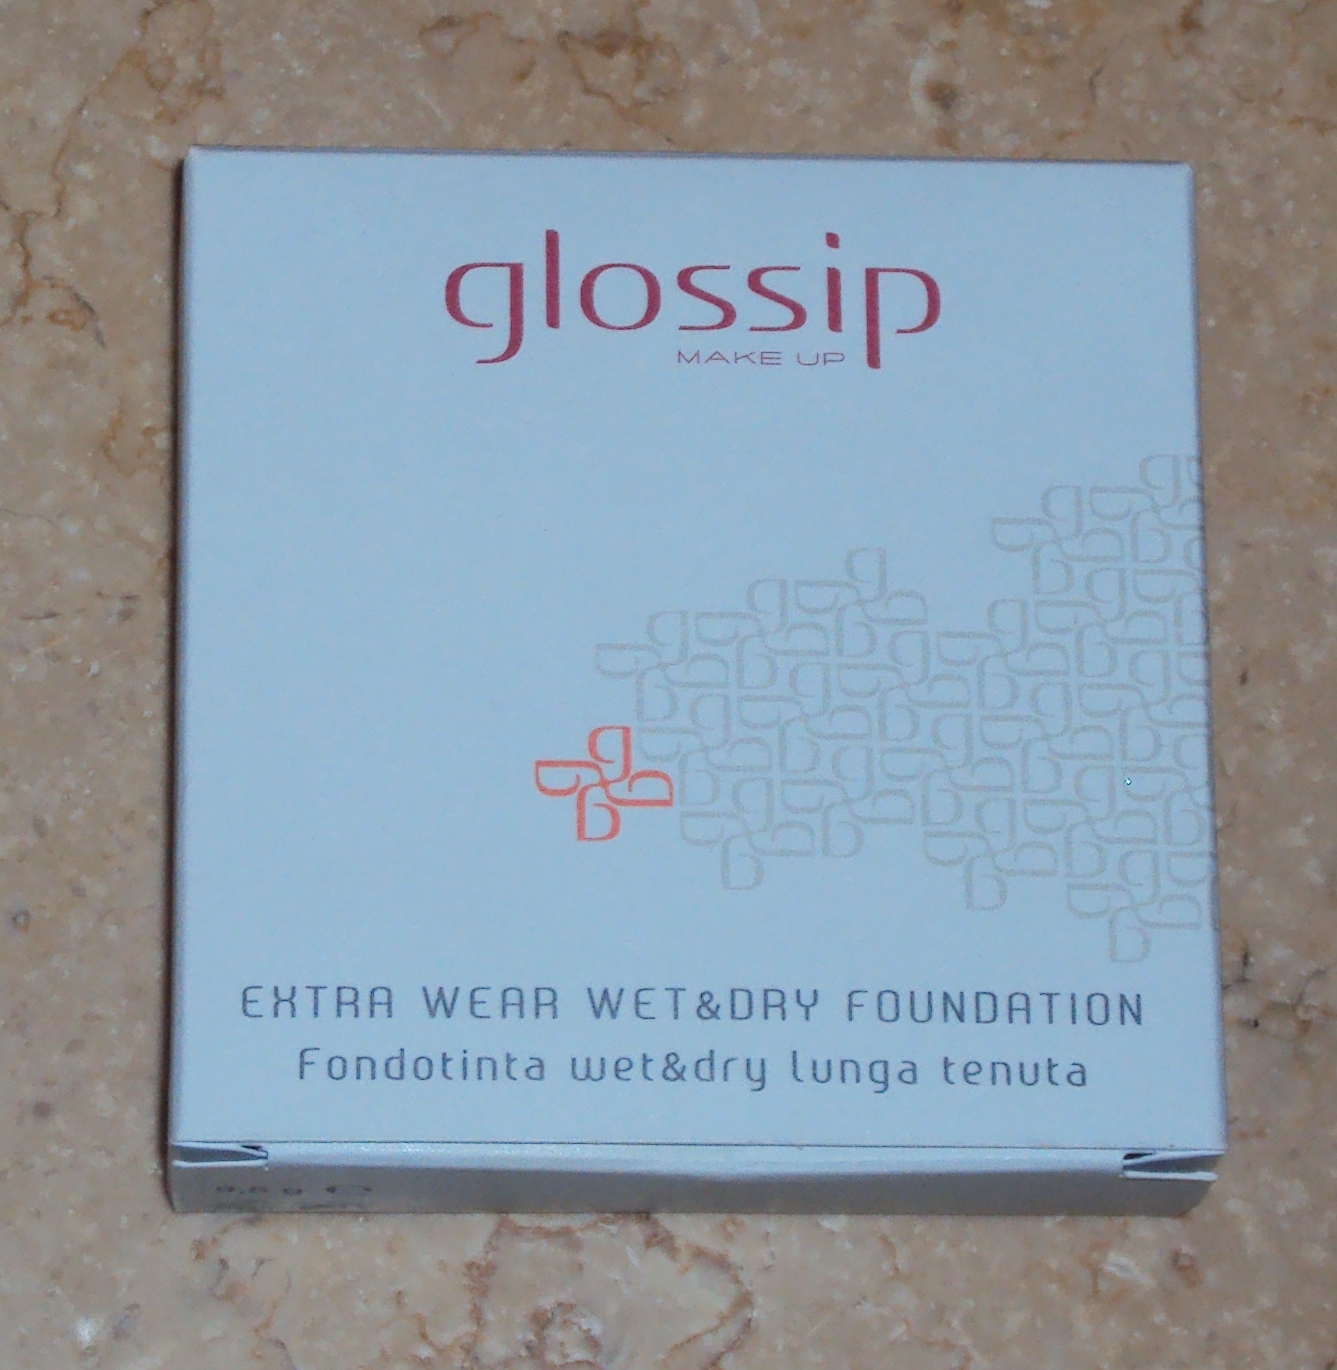 glossip
MAKE UP
EXTRA WEAR WET&DRY FOUNDATION
Fondotinta wet&dry lunga tenuta